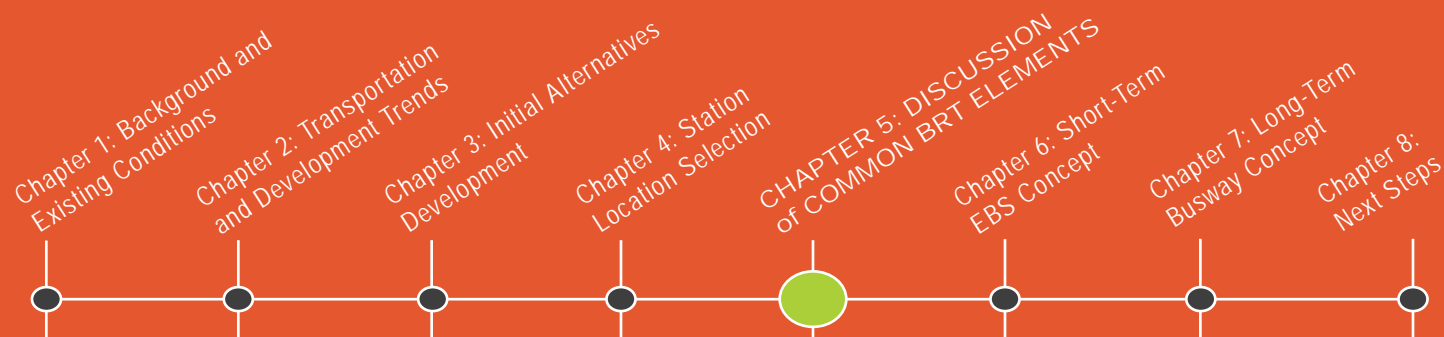 Chapter 1: Background and
Existing Conditions
Chapter 2: Transportation
and Development Trends
Chapter 3: Initial Alternatives
Development
Chapter 4: Station
Location Selection
CHAPTER 5: DISCUSSION
of COMMON BRT ELEMENTS
Chapter 6: Short-Term
EBS Concept
Chapter 7: Long-Term
Busway Concept
Chapter 8:
Next Steps